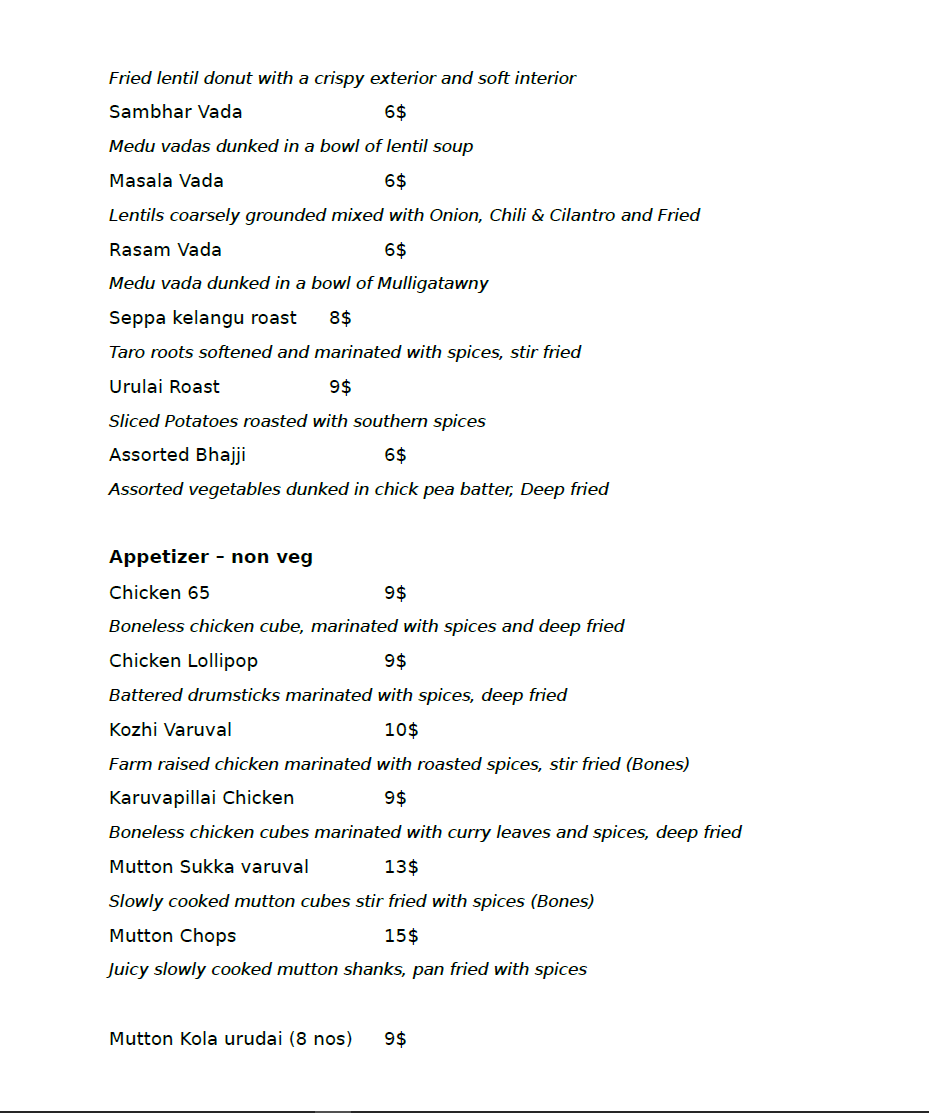 Fried lentil donut with a crispy exterior and soft interior
Sambhar Vada 6$
Medu vadas dunked in a bowl of lentil soup
Masala Vada 6$
Lentils coarsely grounded mixed with Onion, Chili & Cilantro and Fried
Rasam Vada 6$
Medu vada dunked in a bowl of Mulligatawny
Seppa kelangu roast 8$
Taro roots softened and marinated with spices, stir fried
Urulai Roast 9$
Sliced Potatoes roasted with southern spices
Assorted Bhajji 6$
Assorted vegetables dunked in chick pea batter, Deep fried
Appetizer – non veg
Chicken 65 9$
Boneless chicken cube, marinated with spices and deep fried
Chicken Lollipop 9$
Battered drumsticks marinated with spices, deep fried
Kozhi Varuval 10$
Farm raised chicken marinated with roasted spices, stir fried (Bones)
Karuvapillai Chicken 9$
Boneless chicken cubes marinated with curry leaves and spices, deep fried
Mutton Sukka varuval 13$
Slowly cooked mutton cubes stir fried with spices (Bones)
Mutton Chops 15$
Juicy slowly cooked mutton shanks, pan fried with spices
Mutton Kola urudai (8 nos) 9$